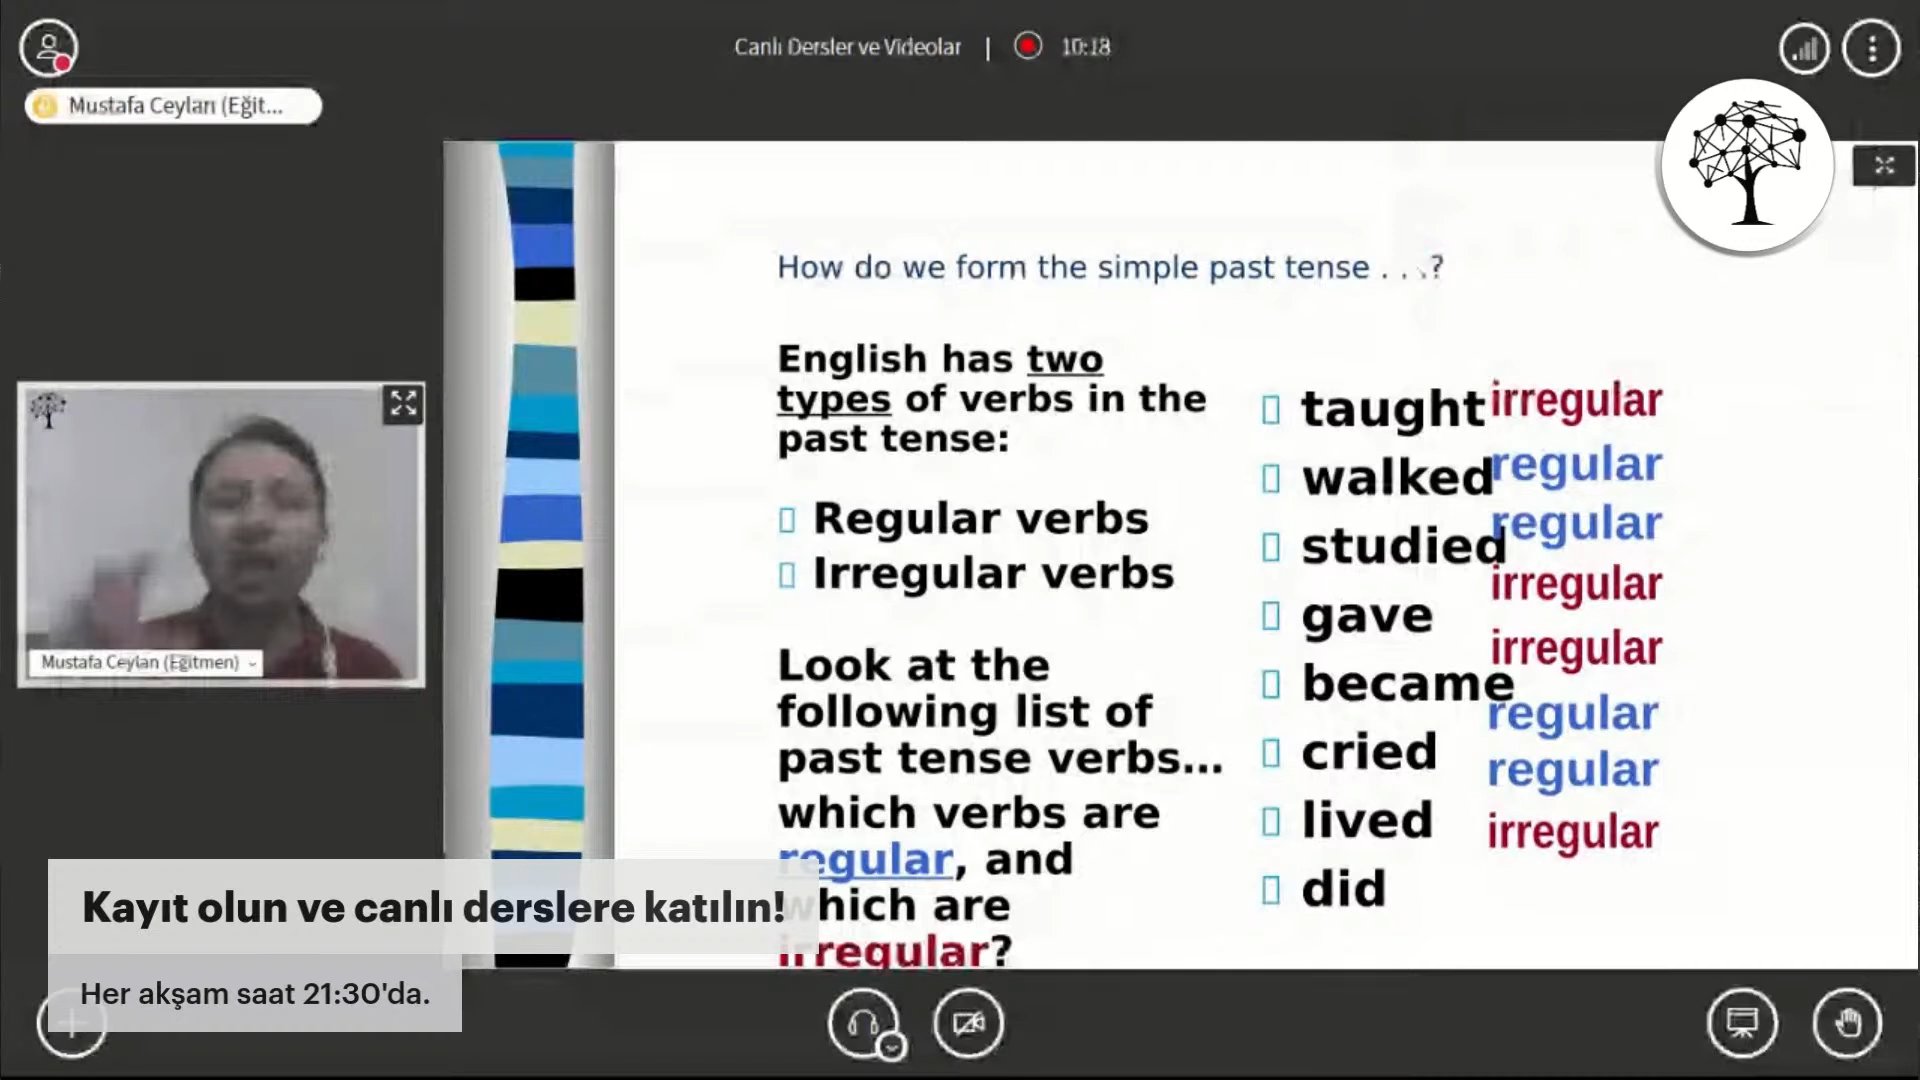 Canlı Dersler ve Videolar | 10:18
Mustafa Ceylan (Eğit...
How do we form the simple past tense . . .?
English has two
types of verbs in the
past tense:
Regular verbs
Irregular verbs
Look at the
following list of
past tense verbs...
which verbs are
regular, and
which are
irregular?
taught irregular
walked regular
studied regular
gave irregular
became irregular
cried regular
lived regular
did irregular
Mustafa Ceylan (Eğitmen)
Kayıt olun ve canlı derslere katılın!
Her akşam saat 21:30'da.